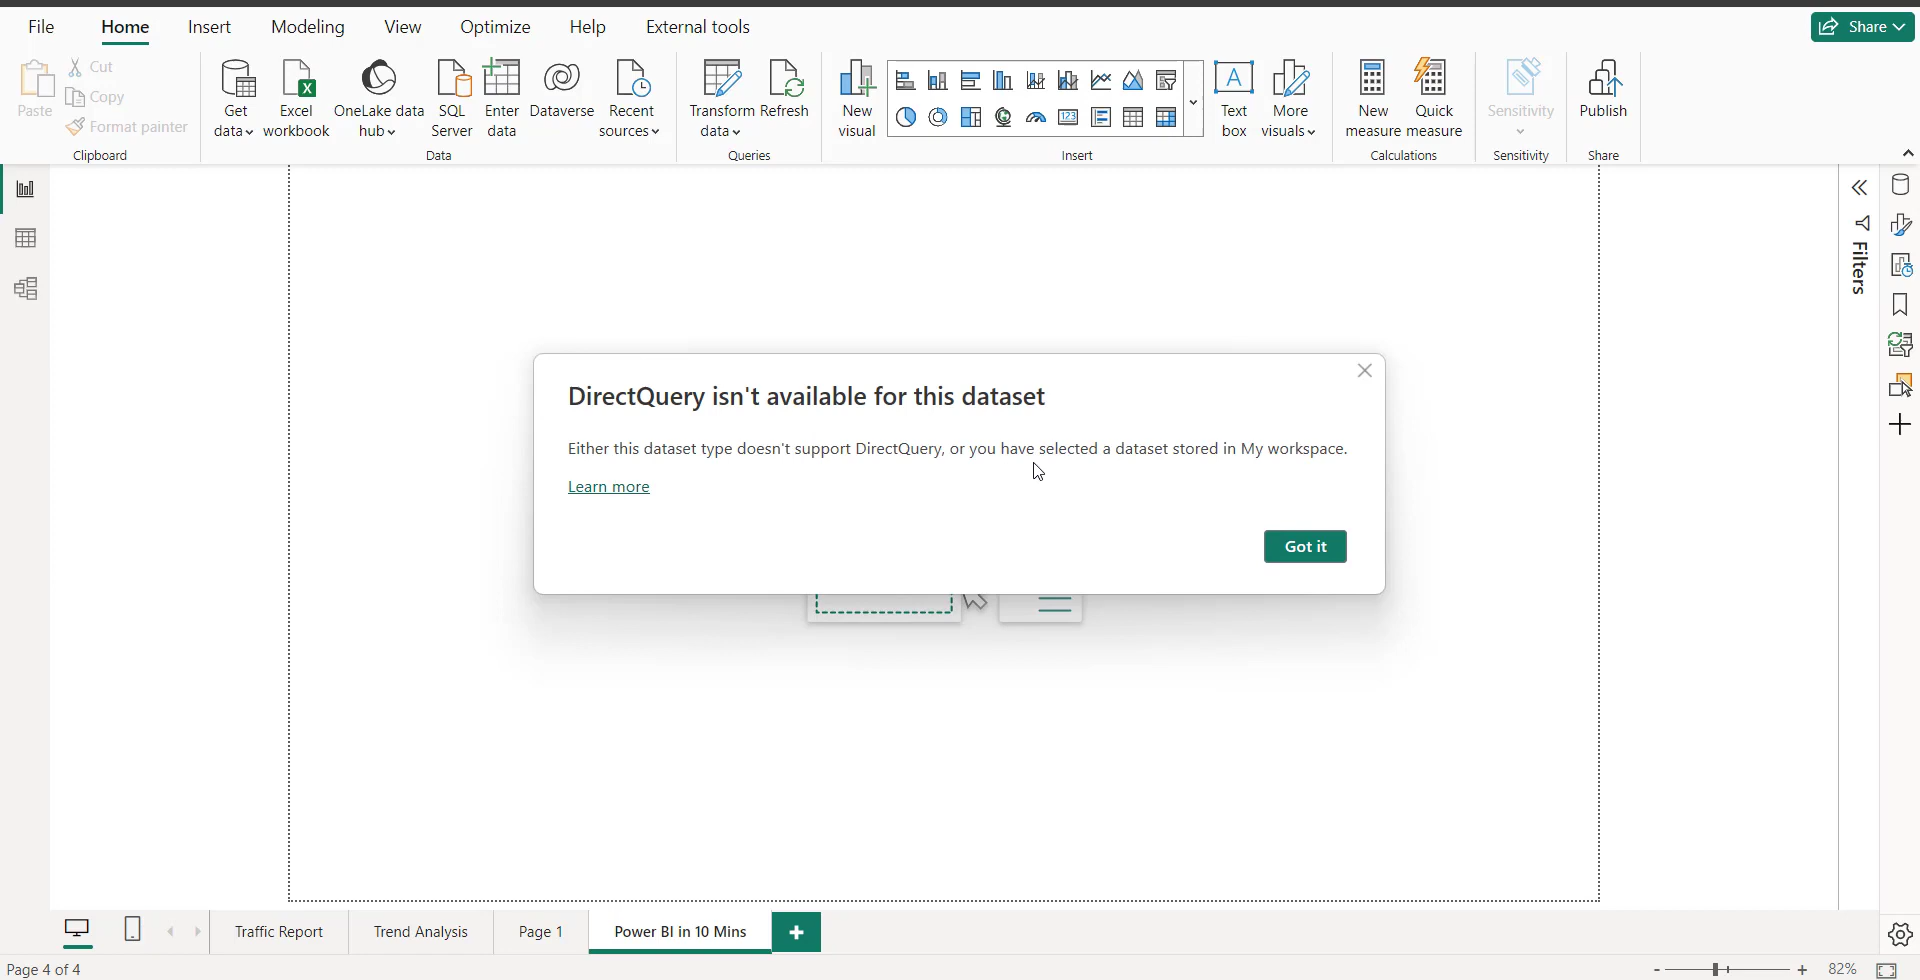 File Home Insert Modeling View Optimize Help External tools Share
Cut
Copy
Format painter
Paste
Clipboard
Get data
Excel workbook
OneLake data hub
SQL Server
Enter data
Dataverse
Recent sources
Data
Transform data
Refresh
Queries
New visual
123
A
Text box
More visuals
Insert
New measure
Quick measure
Calculations
Sensitivity
Sensitivity
Publish
Share
Filters
DirectQuery isn't available for this dataset
Either this dataset type doesn't support DirectQuery, or you have selected a dataset stored in My workspace.
Learn more
Got it
Traffic Report Trend Analysis Page 1 Power BI in 10 Mins +
Page 4 of 4
- + 82%